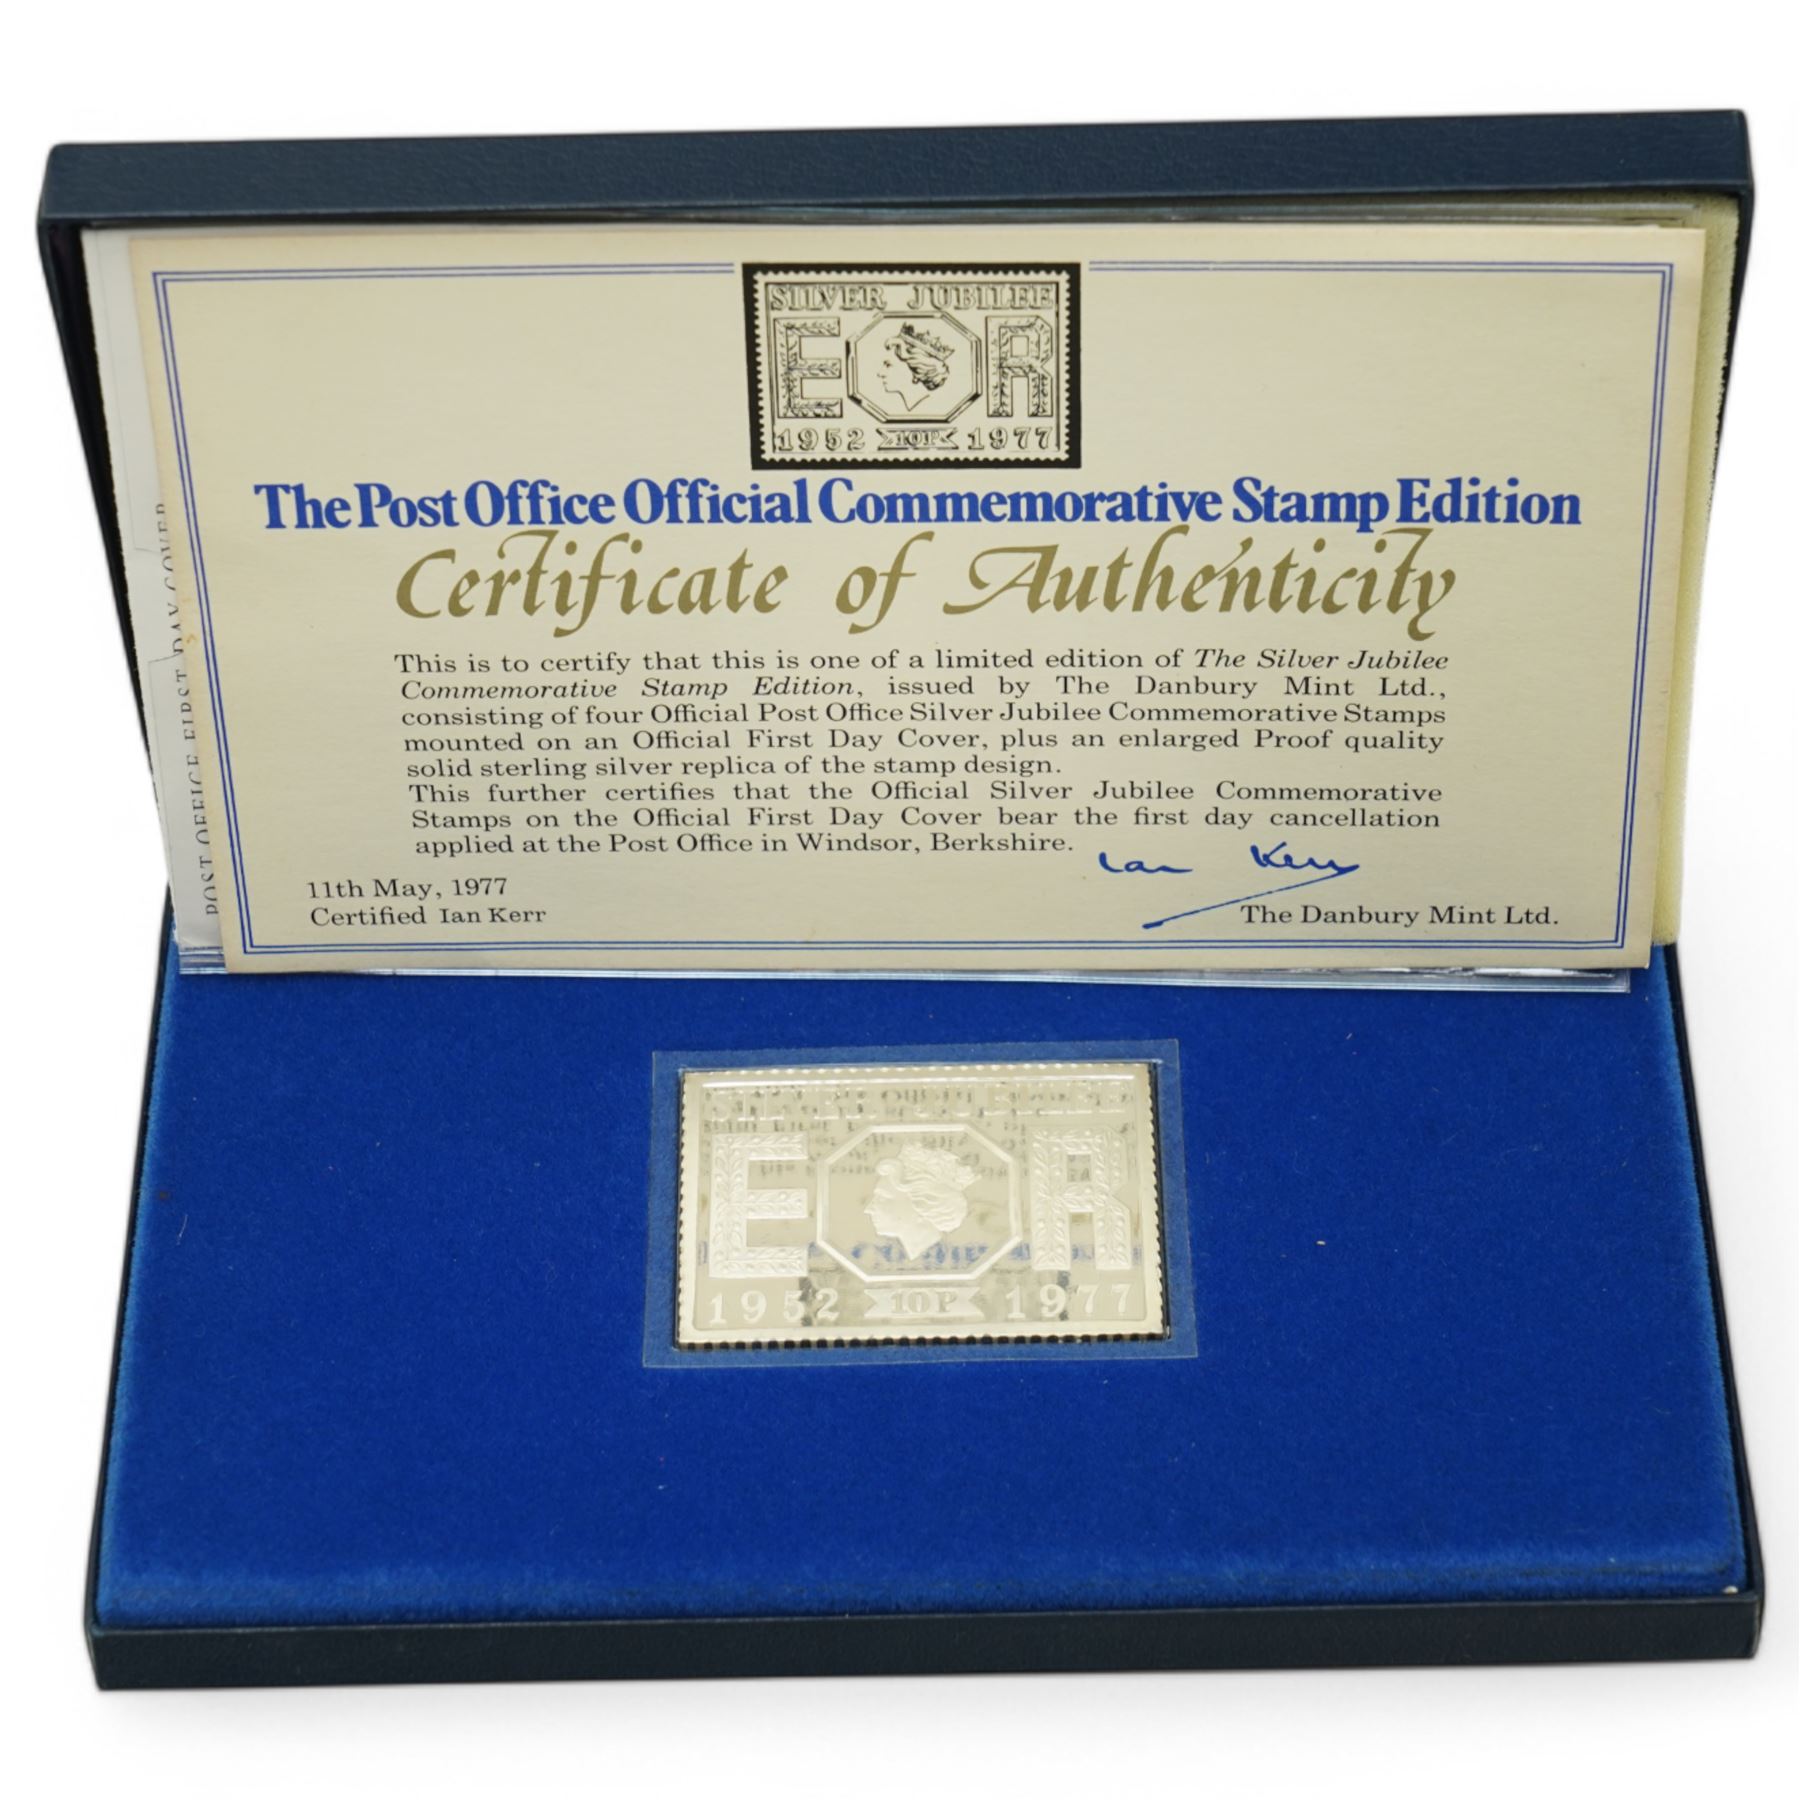 SILVER JUBILEE
E R
1952 10P 1977
The Post Office Official Commemorative Stamp Edition
Certificate of Authenticity
This is to certify that this is one of a limited edition of The Silver Jubilee
Commemorative Stamp Edition, issued by The Danbury Mint Ltd.,
consisting of four Official Post Office Silver Jubilee Commemorative Stamps
mounted on an Official First Day Cover, plus an enlarged Proof quality
solid sterling silver replica of the stamp design.
This further certifies that the Official Silver Jubilee Commemorative
Stamps on the Official First Day Cover bear the first day cancellation
applied at the Post Office in Windsor, Berkshire.
Ian Kerr
11th May, 1977
Certified Ian Kerr
The Danbury Mint Ltd.
POST OFFICE FIRST DAY COVER
SILVER JUBILEE
E R
1952 10P 1977